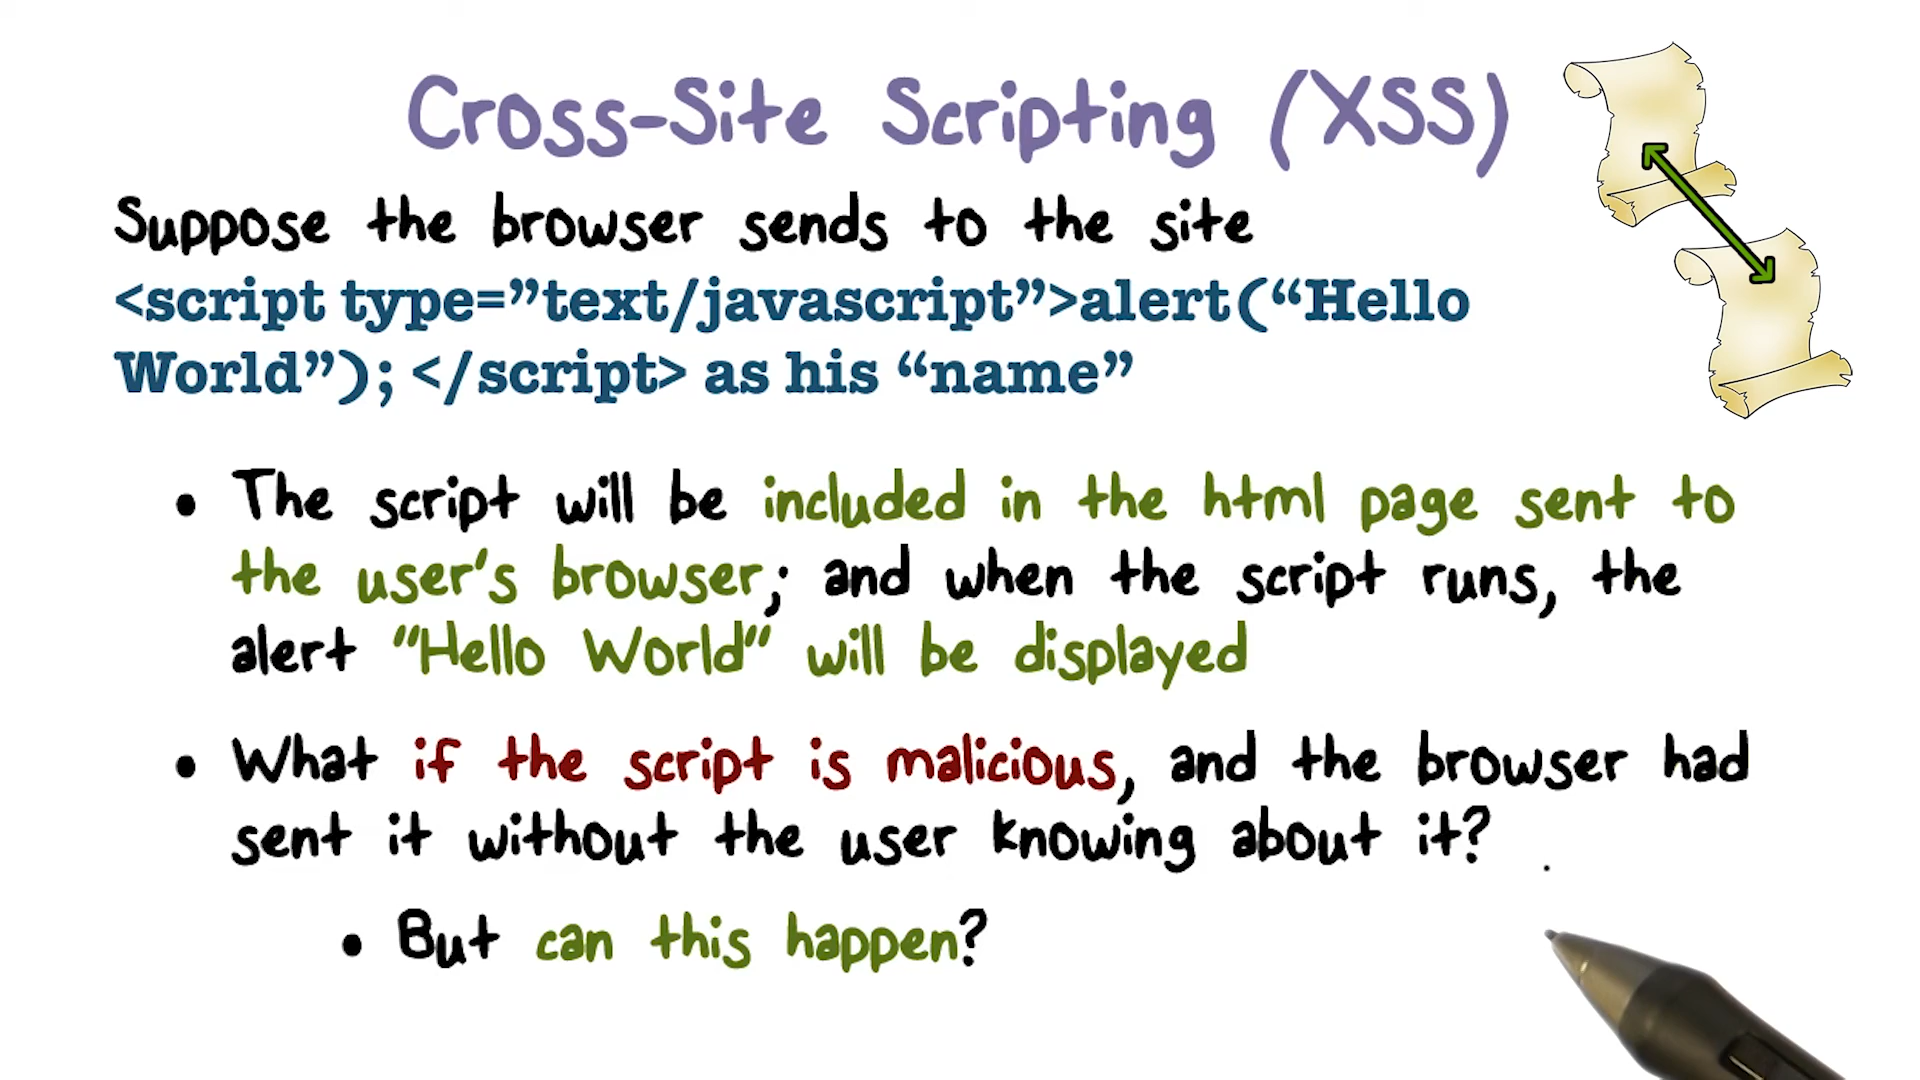 Cross-Site Scripting (XSS)
Suppose the browser sends to the site
<script type=”text/javascript”>alert(“Hello
World”); </script> as his “name”
• The script will be included in the html page sent to
the user's browser; and when the script runs, the
alert "Hello World" will be displayed
• What if the script is malicious, and the browser had
sent it without the user knowing about it?
• But can this happen?